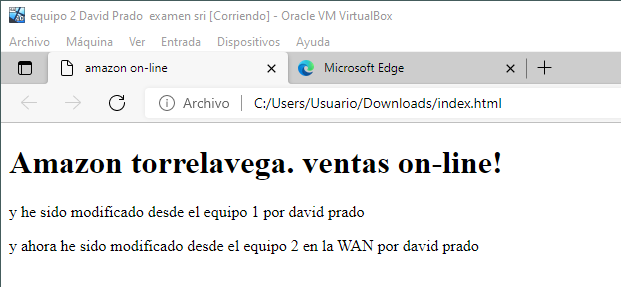 equipo 2 David Prado examen sri [Corriendo] - Oracle VM VirtualBox
Archivo Máquina Ver Entrada Dispositivos Ayuda
amazon on-line Microsoft Edge
Archivo C:/Users/Usuario/Downloads/index.html
Amazon torrelavega. ventas on-line!
y he sido modificado desde el equipo 1 por david prado
y ahora he sido modificado desde el equipo 2 en la WAN por david prado